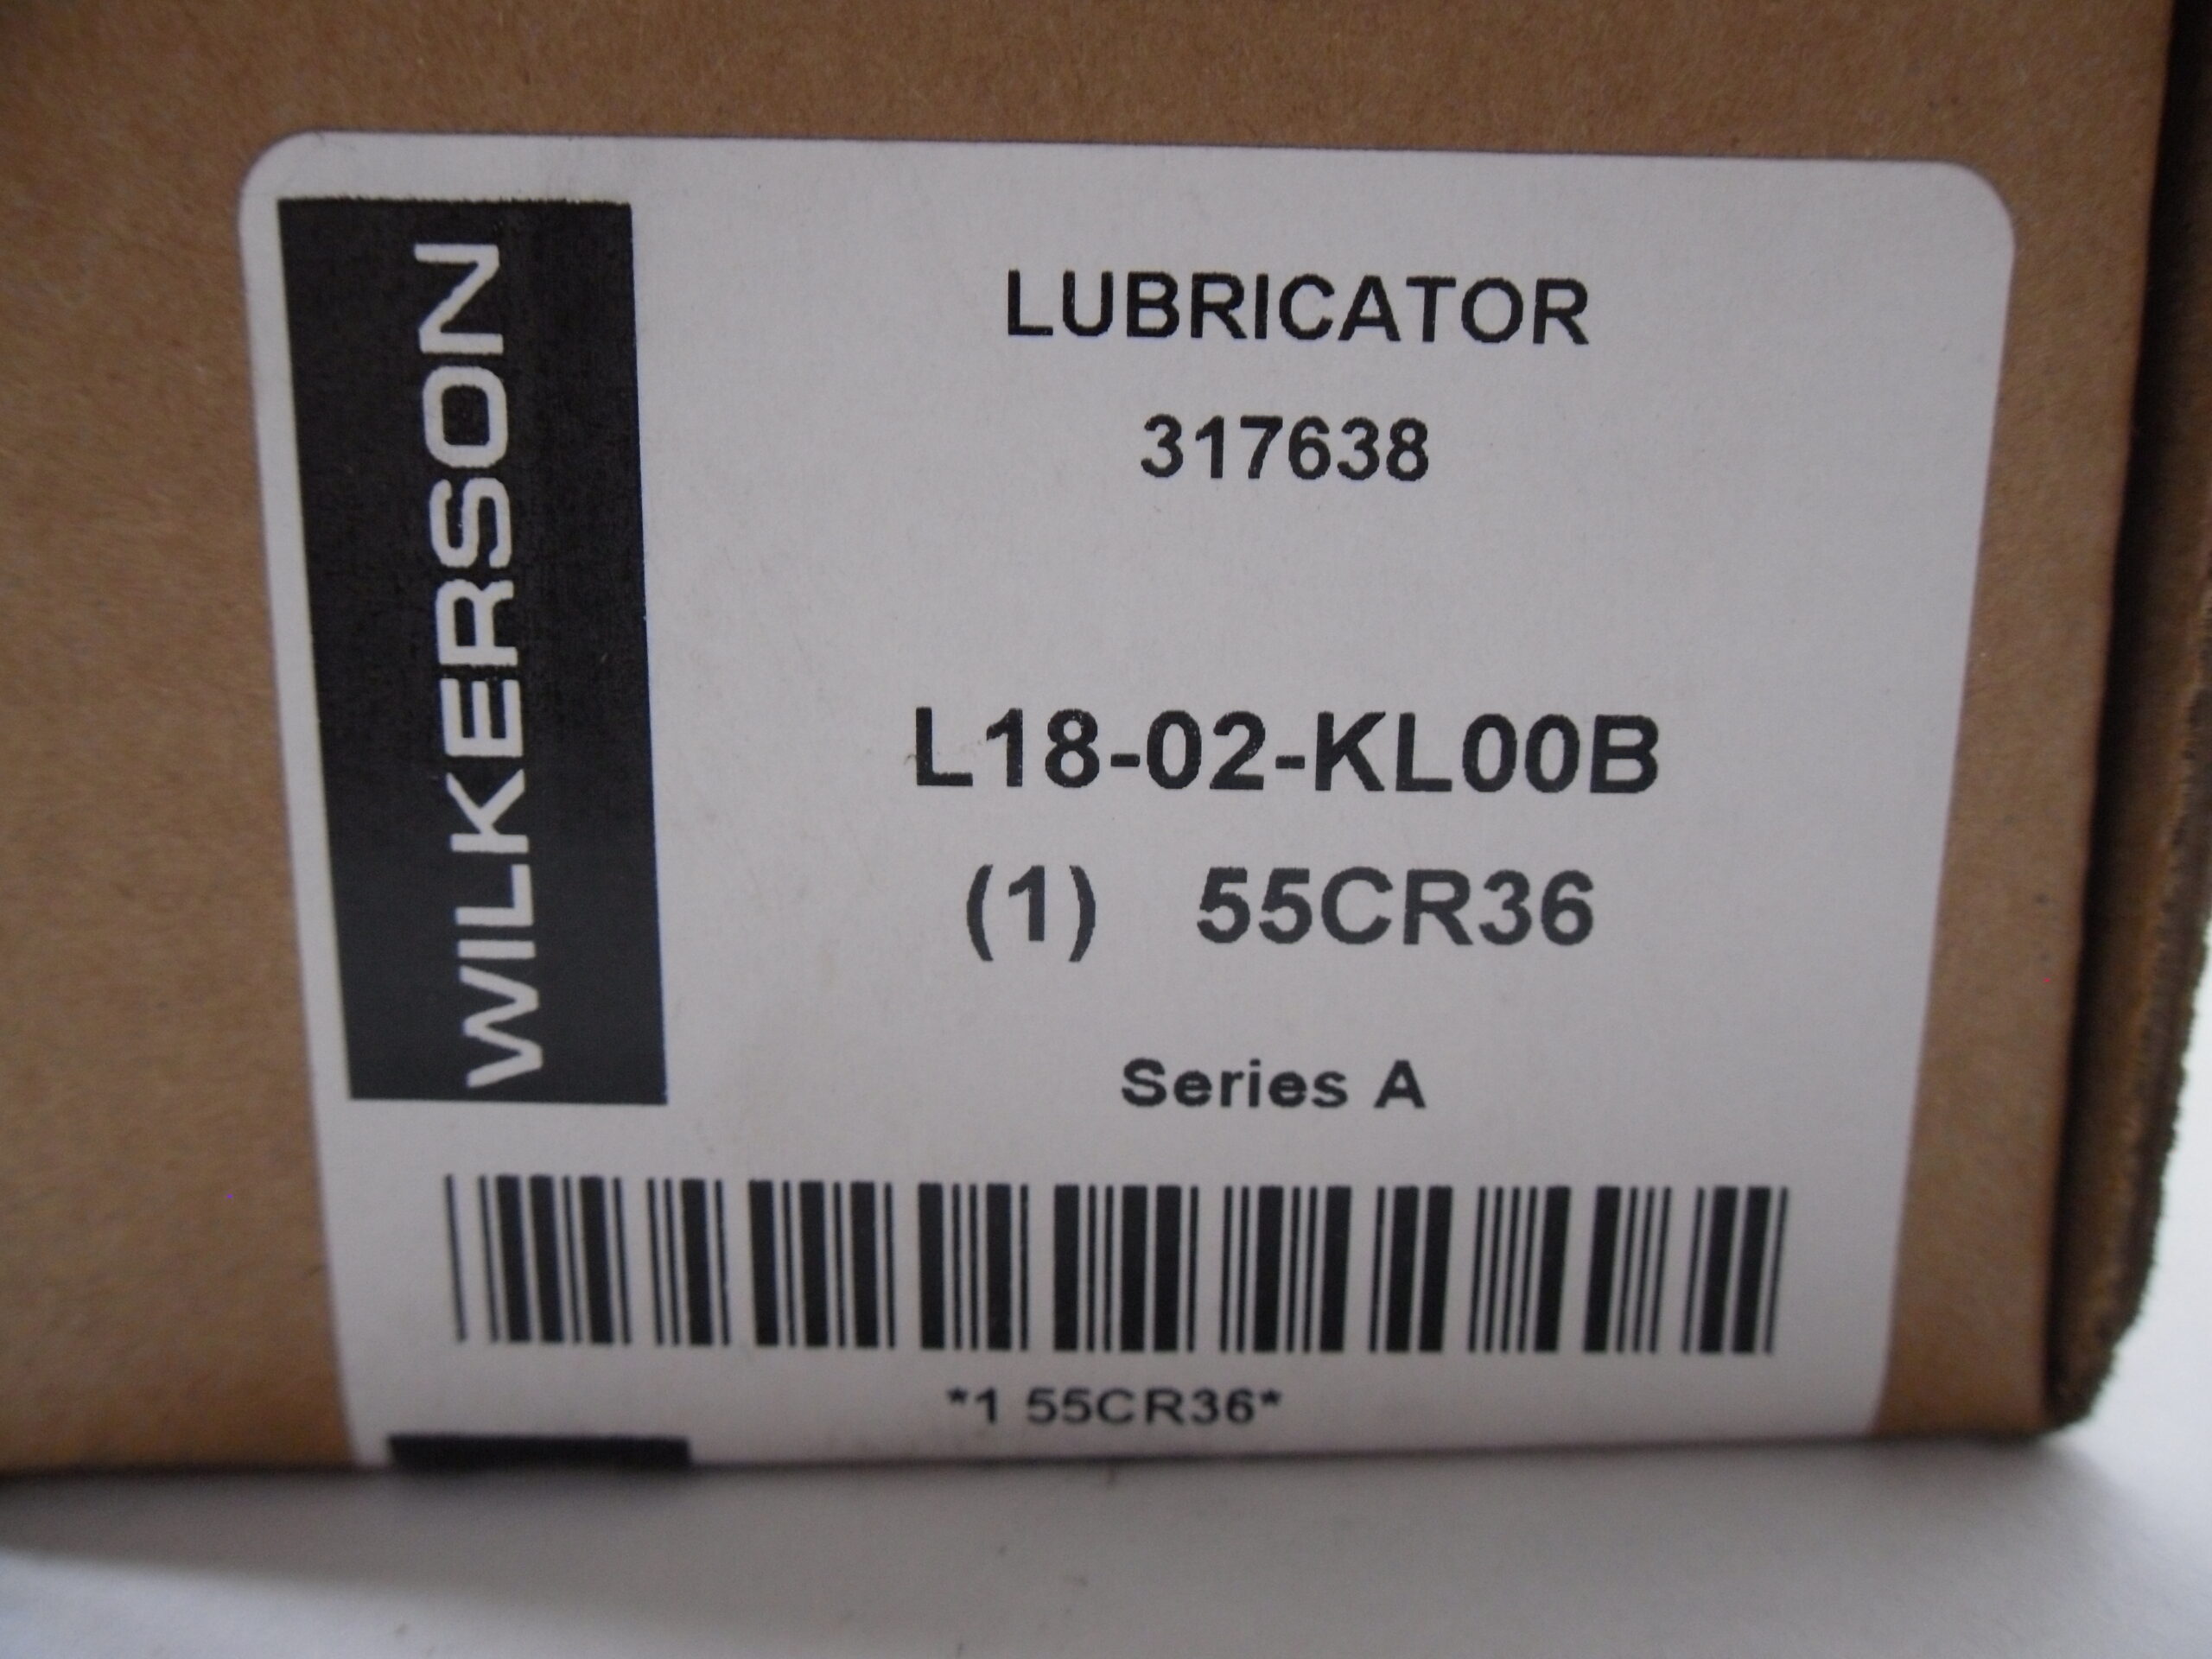 WILKERSON
LUBRICATOR
317638
L18-02-KL00B
(1) 55CR36
Series A
*1 55CR36*